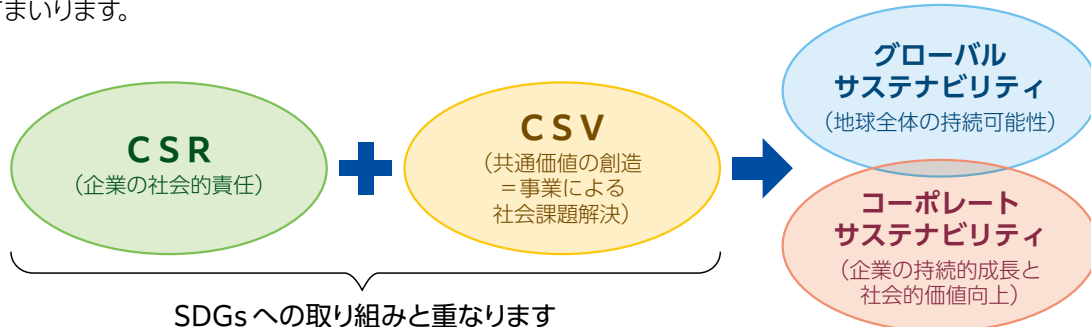 てまいります。
CSR
（企業の社会的責任）
CSV
（共通価値の創造
＝事業による
社会課題解決）
グローバル
サステナビリティ
（地球全体の持続可能性）
コーポレート
サステナビリティ
（企業の持続的成長と
社会的価値向上）
SDGsへの取り組みと重なります